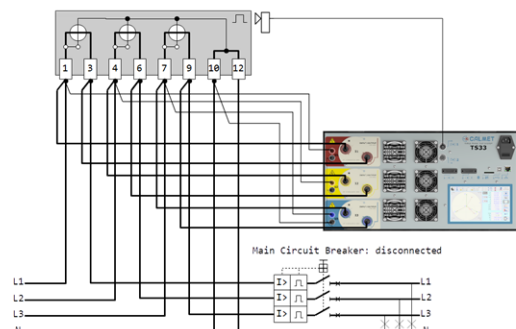 1 3 4 6 7 9 10 12
CALMET
TS33
Main Circuit Breaker: disconnected
L1 I> L1
L2 I> L2
L3 I> L3